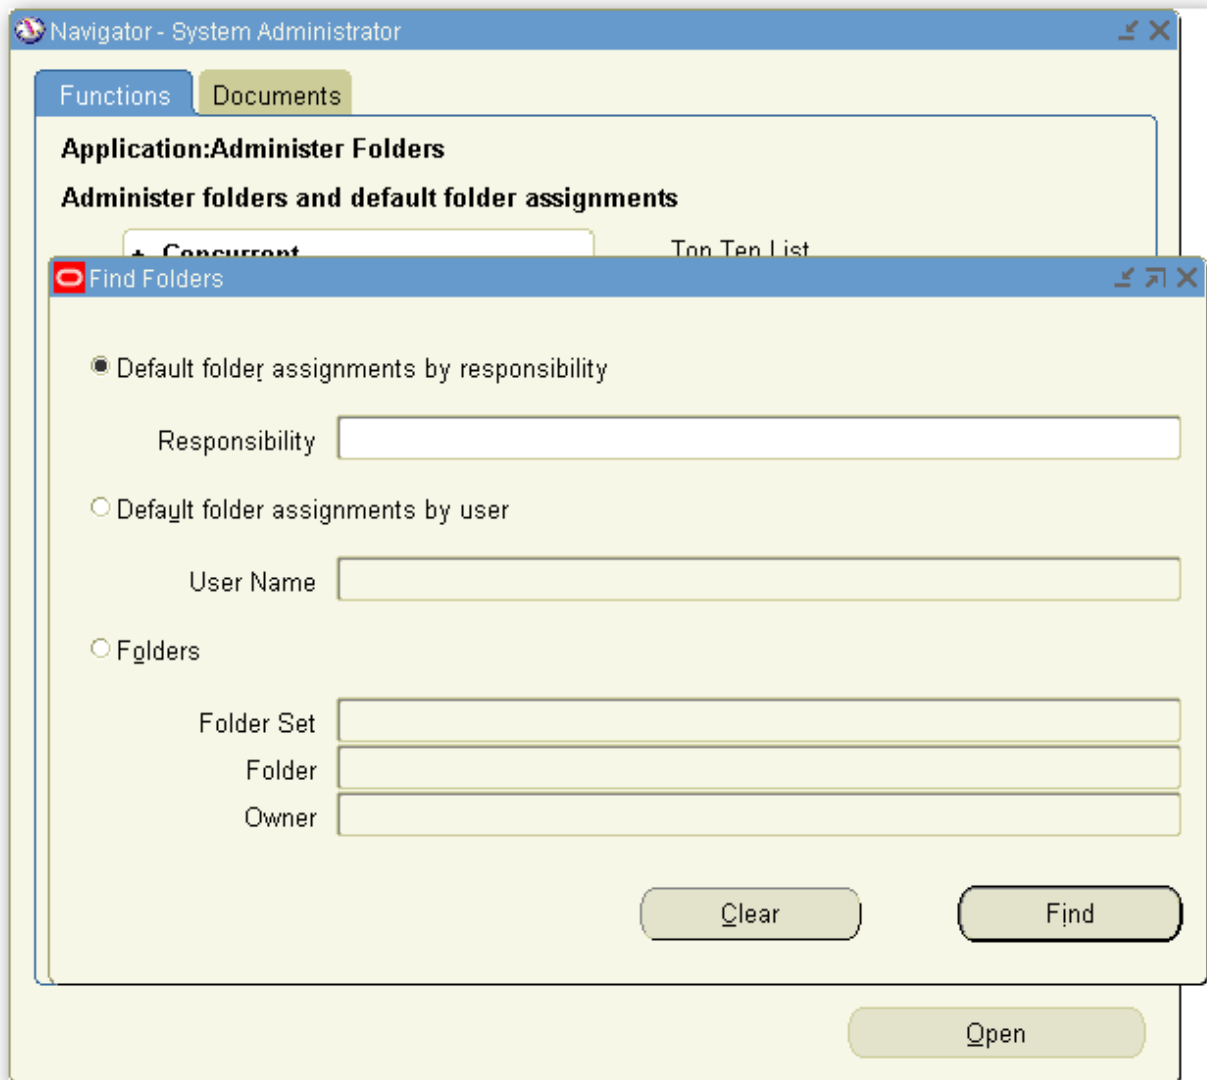 Navigator - System Administrator
Functions
Documents
Application:Administer Folders
Administer folders and default folder assignments
+ Concurrent
Top Ten List
Find Folders
Default folder assignments by responsibility
Responsibility
Default folder assignments by user
User Name
Folders
Folder Set
Folder
Owner
Clear
Find
Open